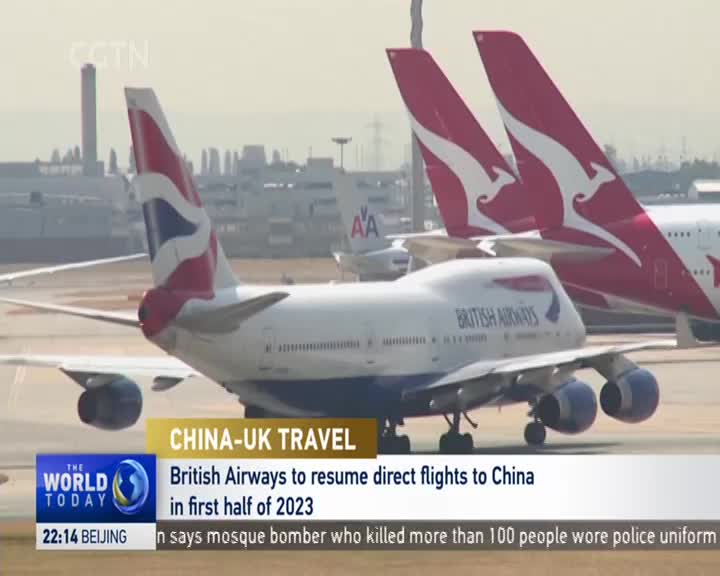 CGTN
AA
BRITISH AIRWAYS
CHINA-UK TRAVEL
THE
WORLD
TODAY
British Airways to resume direct flights to China
in first half of 2023
22:14 BEIJING
n says mosque bomber who killed more than 100 people wore police uniform